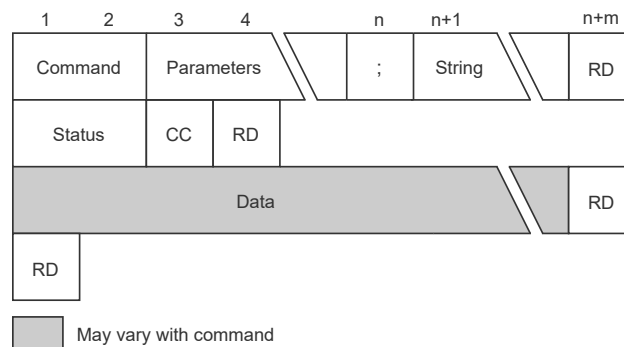 1 2 3 4 n n+1 n+m
Command Parameters ; String RD
Status CC RD
Data RD
RD
May vary with command